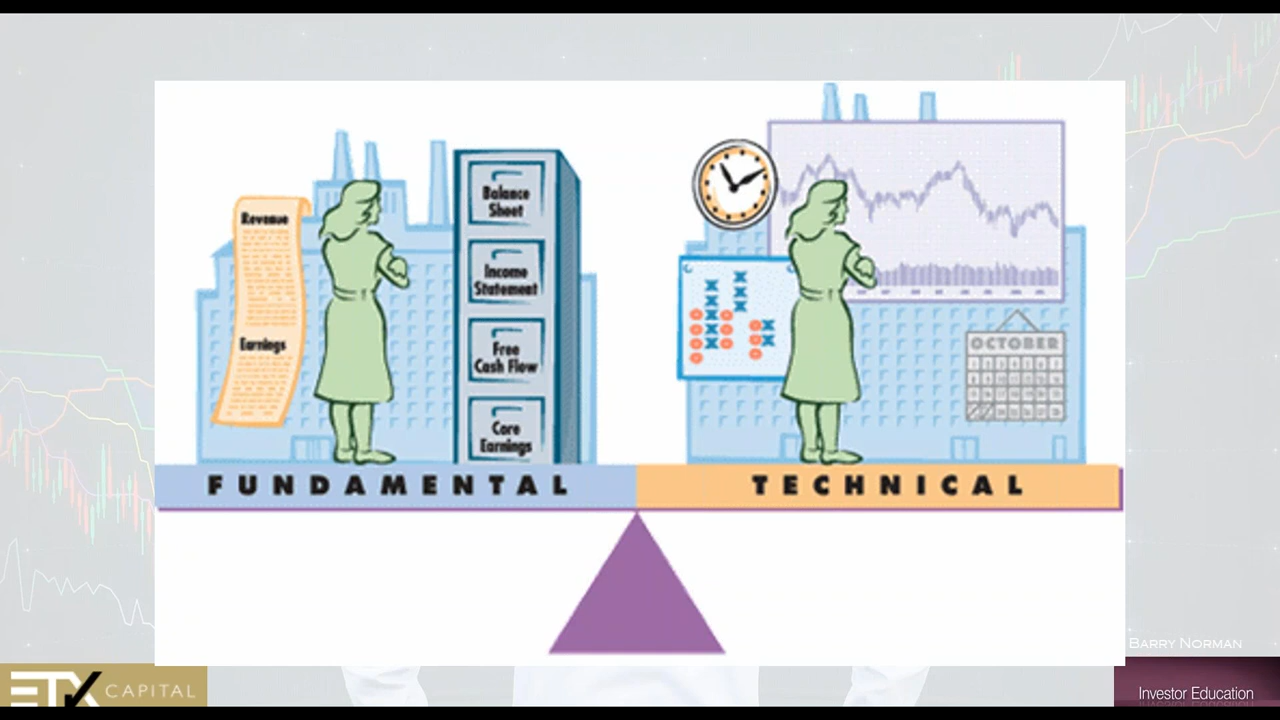 Revenue
Earnings
Balance
Sheet
Income
Statement
Free
Cash Flow
Core
Earnings
OCTOBER
FUNDAMENTAL
TECHNICAL
BARRY NORMAN
ETX CAPITAL
Investor Education